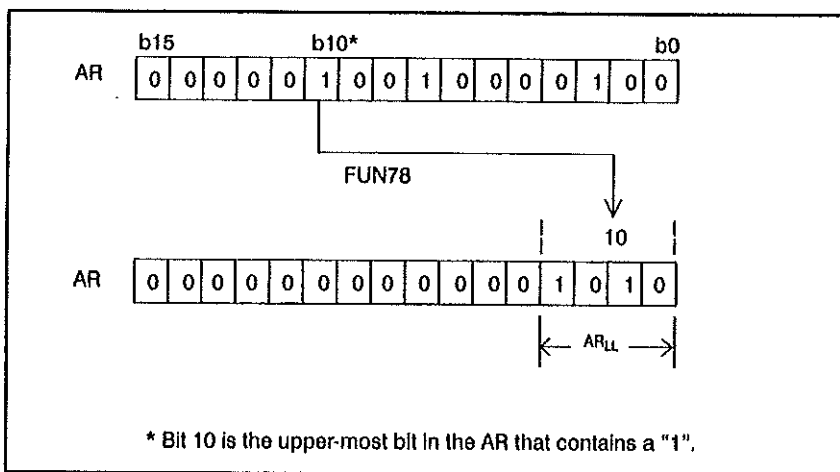 b15 b10* b0
AR 0 0 0 0 0 1 0 0 1 0 0 0 0 1 0 0
FUN78
10
AR 0 0 0 0 0 0 0 0 0 0 0 0 1 0 1 0
ARLL
* Bit 10 is the upper-most bit in the AR that contains a "1".